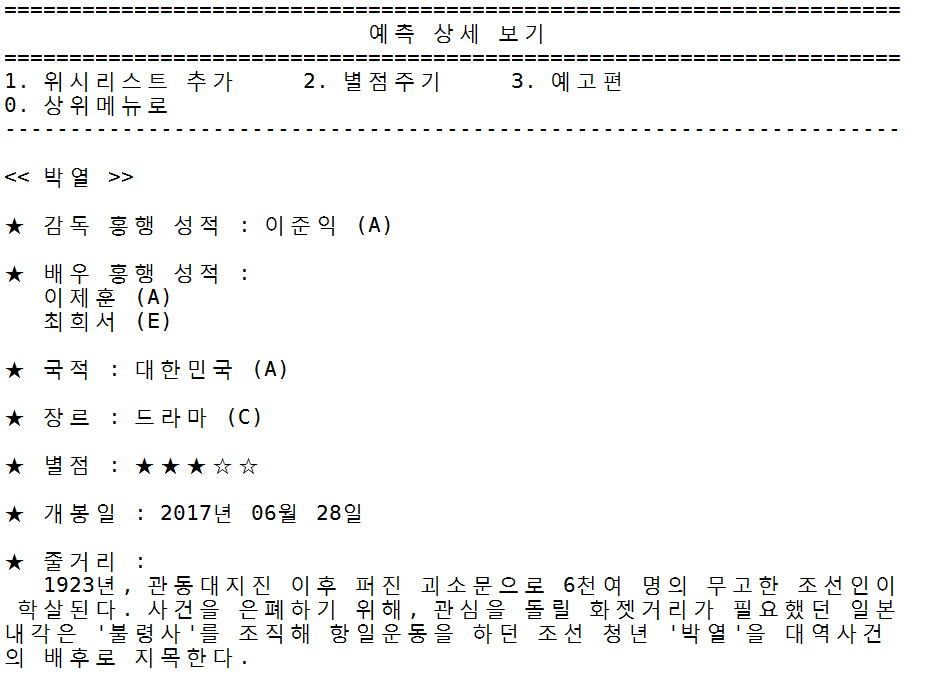 =====================================================================
예측 상세 보기
=====================================================================
1. 위시리스트 추가 2. 별점주기 3. 예고편
0. 상위메뉴로
---------------------------------------------------------------------
<< 박열 >>
★ 감독 흥행 성적 : 이준익 (A)
★ 배우 흥행 성적 :
이제훈 (A)
최희서 (E)
★ 국적 : 대한민국 (A)
★ 장르 : 드라마 (C)
★ 별점 : ★★★☆☆
★ 개봉일 : 2017년 06월 28일
★ 줄거리 :
1923년, 관동대지진 이후 퍼진 괴소문으로 6천여 명의 무고한 조선인이
학살된다. 사건을 은폐하기 위해, 관심을 돌릴 화젯거리가 필요했던 일본
내각은 '불령사'를 조직해 항일운동을 하던 조선 청년 '박열'을 대역사건
의 배후로 지목한다.